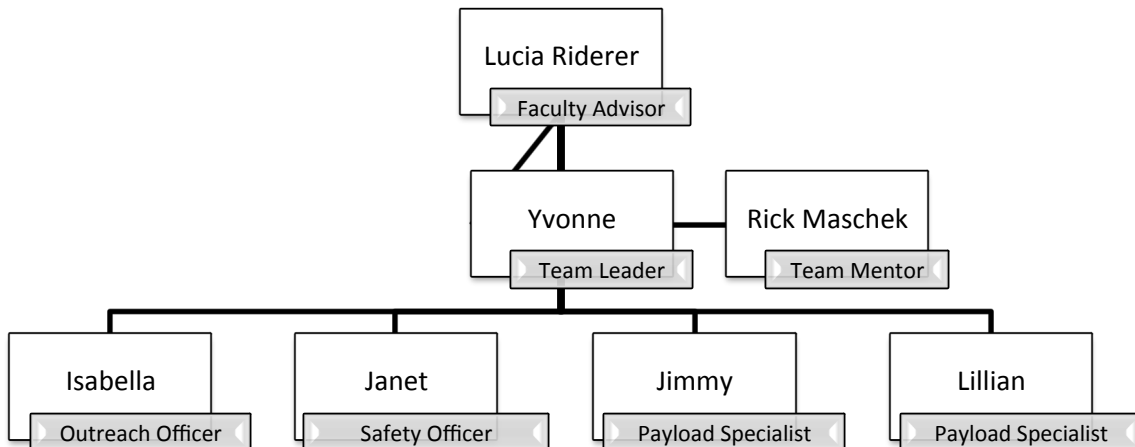 Lucia Riderer
Faculty Advisor
Yvonne
Team Leader
Rick Maschek
Team Mentor
Isabella
Outreach Officer
Janet
Safety Officer
Jimmy
Payload Specialist
Lillian
Payload Specialist